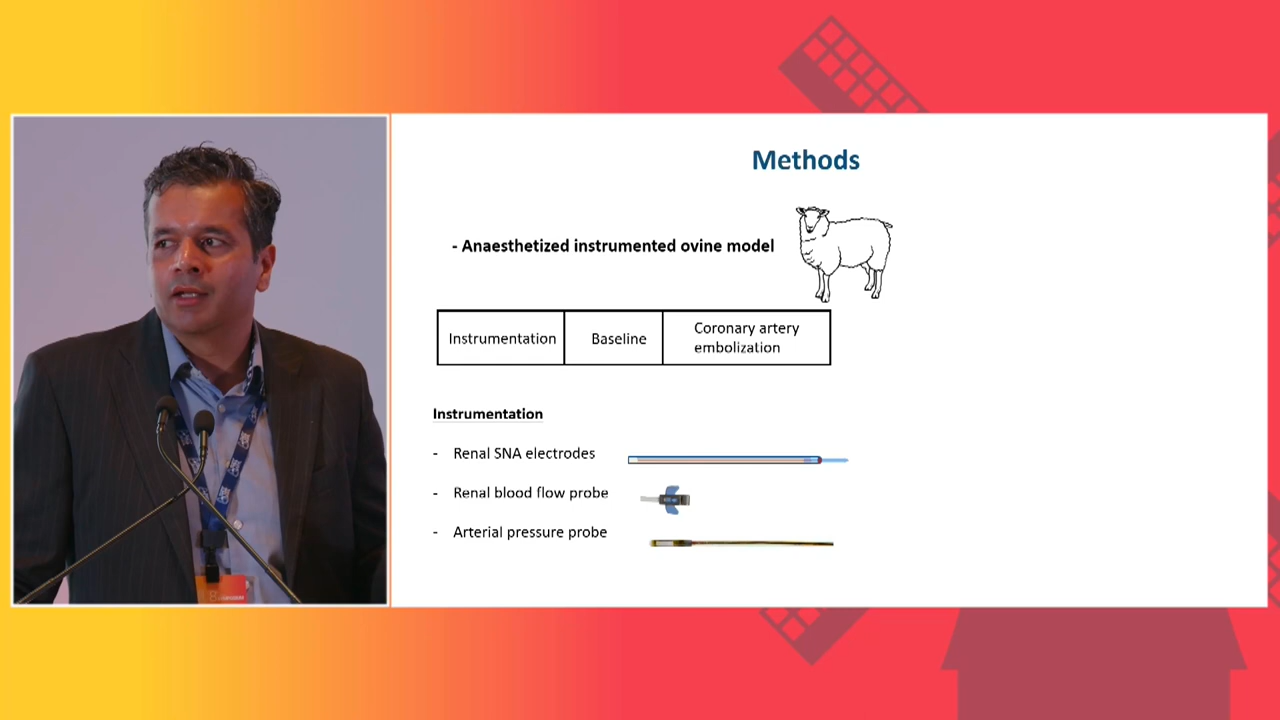 Methods
- Anaesthetized instrumented ovine model
Instrumentation
Baseline
Coronary artery
embolization
Instrumentation
- Renal SNA electrodes
- Renal blood flow probe
- Arterial pressure probe